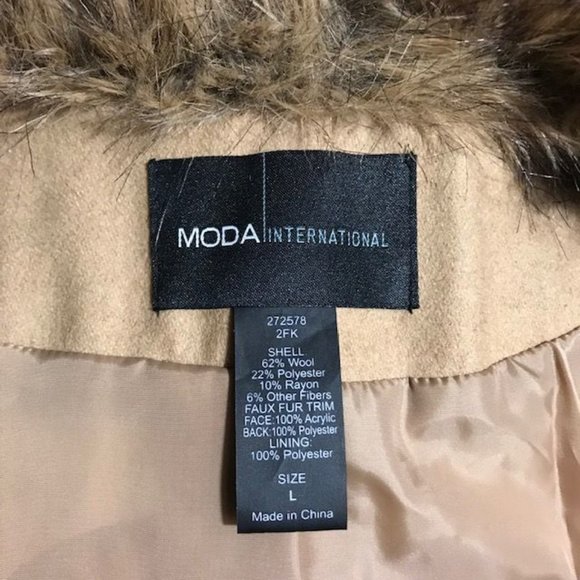 MODA INTERNATIONAL
272578
2FK
SHELL
62% Wool
22% Polyester
10% Rayon
6% Other Fibers
FAUX FUR TRIM
FACE:100% Acrylic
BACK:100% Polyester
LINING:
100% Polyester
SIZE
L
Made in China